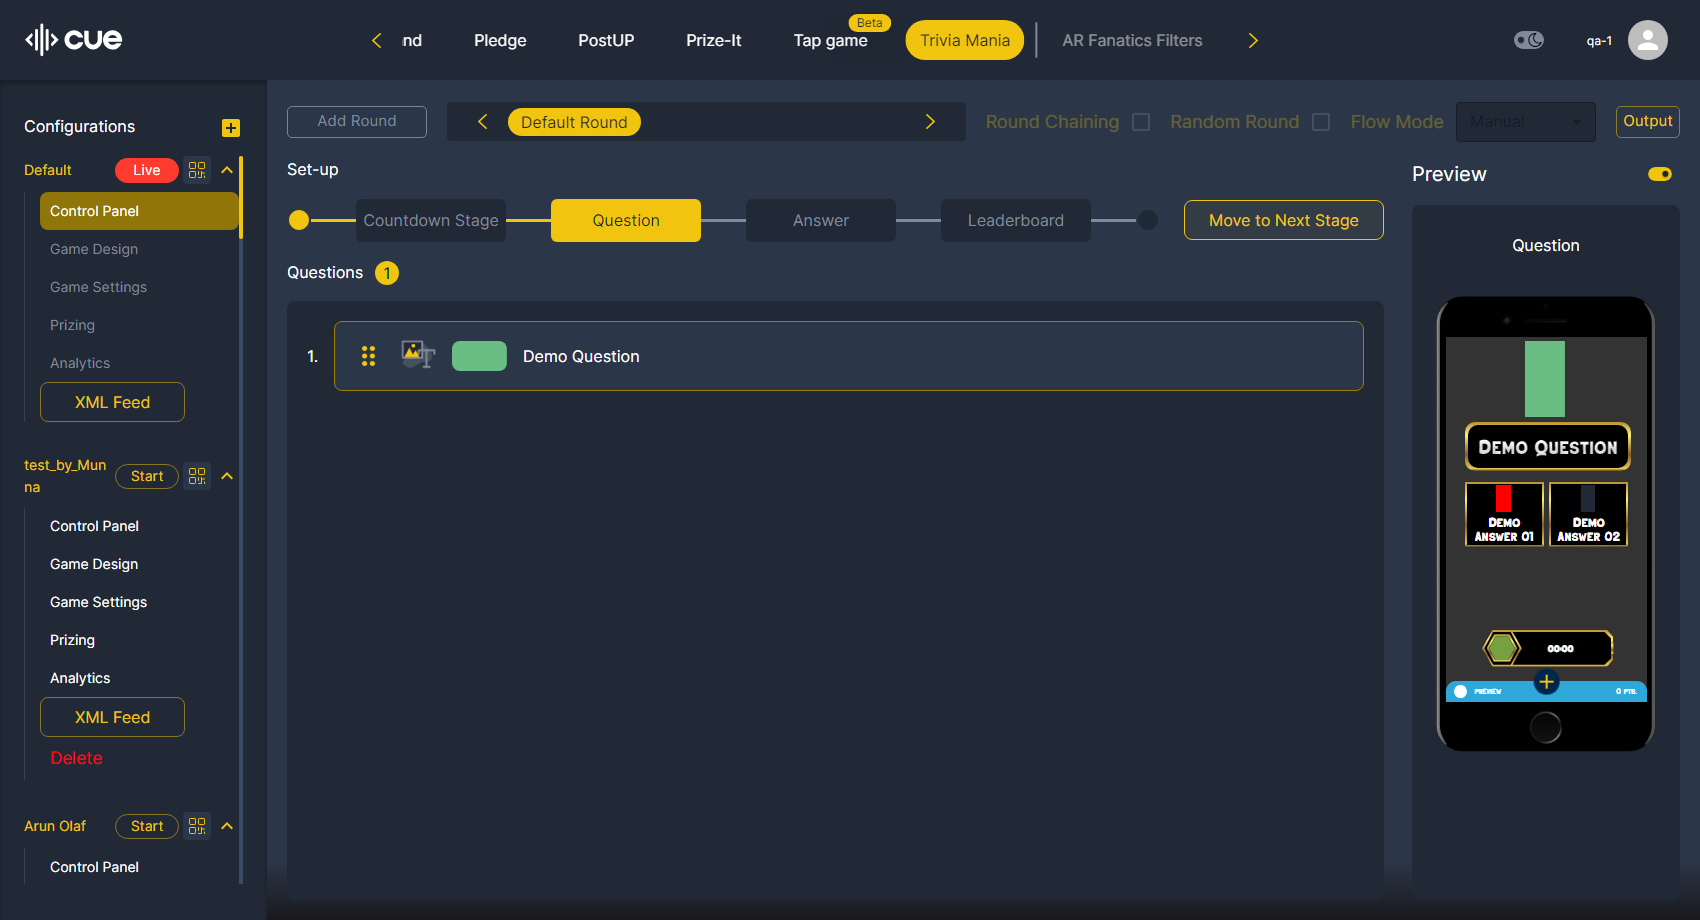 cue
nd
Pledge
PostUP
Prize-It
Tap game
Beta
Trivia Mania
AR Fanatics Filters
qa-1
Configurations
Default
Live
Control Panel
Game Design
Game Settings
Prizing
Analytics
XML Feed
test_by_Mun
na
Start
Control Panel
Game Design
Game Settings
Prizing
Analytics
XML Feed
Delete
Arun Olaf
Start
Control Panel
Add Round
Default Round
Round Chaining
Random Round
Flow Mode
Manual
Output
Set-up
Countdown Stage
Question
Answer
Leaderboard
Move to Next Stage
Questions 1
1.
Demo Question
Preview
Question
Demo Question
Demo
Answer 01
Demo
Answer 02
00:00
PREVIEW
0 PTS.